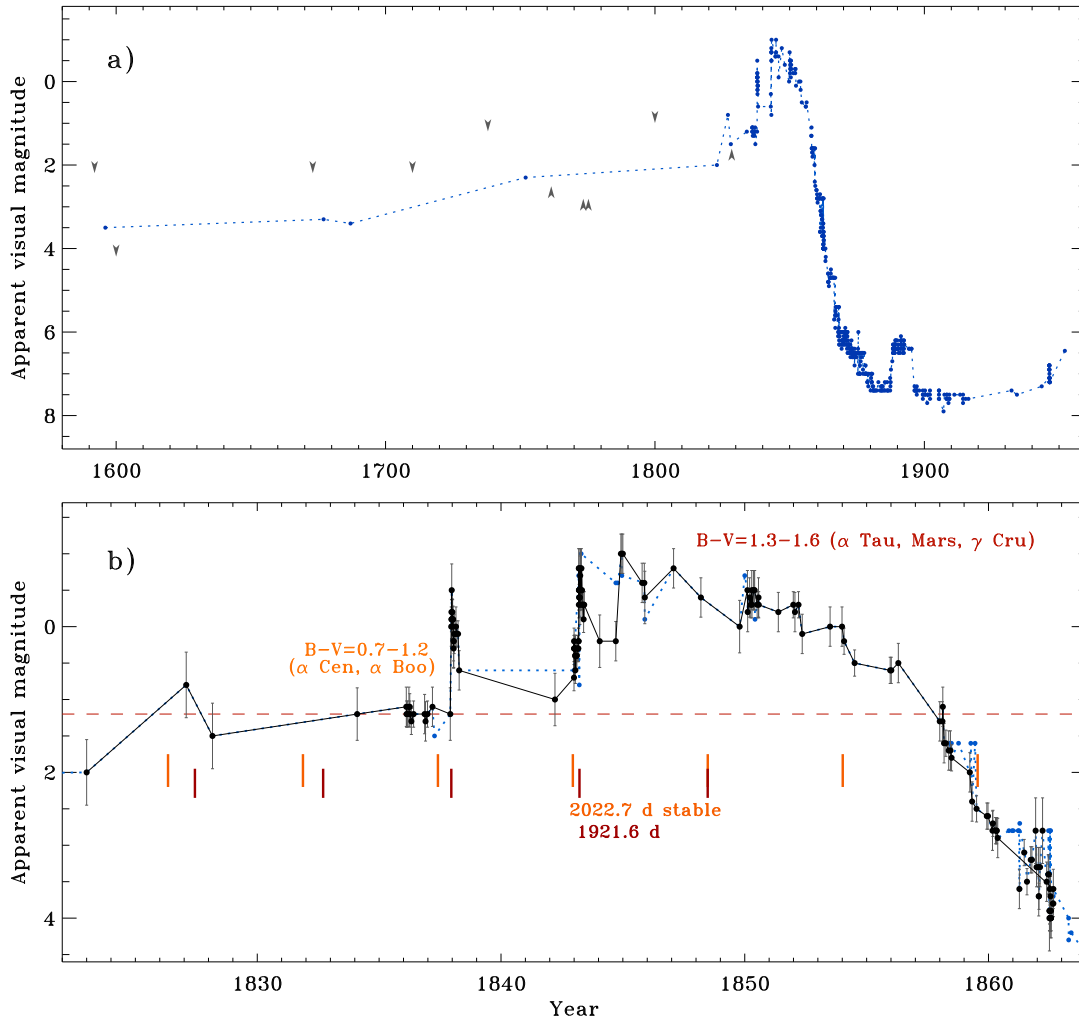 a)
Apparent visual magnitude
0
2
4
6
8
1600
1700
1800
1900
b)
Apparent visual magnitude
B−V=1.3−1.6 (α Tau, Mars, γ Cru)
B−V=0.7−1.2
(α Cen, α Boo)
2022.7 d stable
1921.6 d
0
2
4
1830
1840
1850
1860
Year